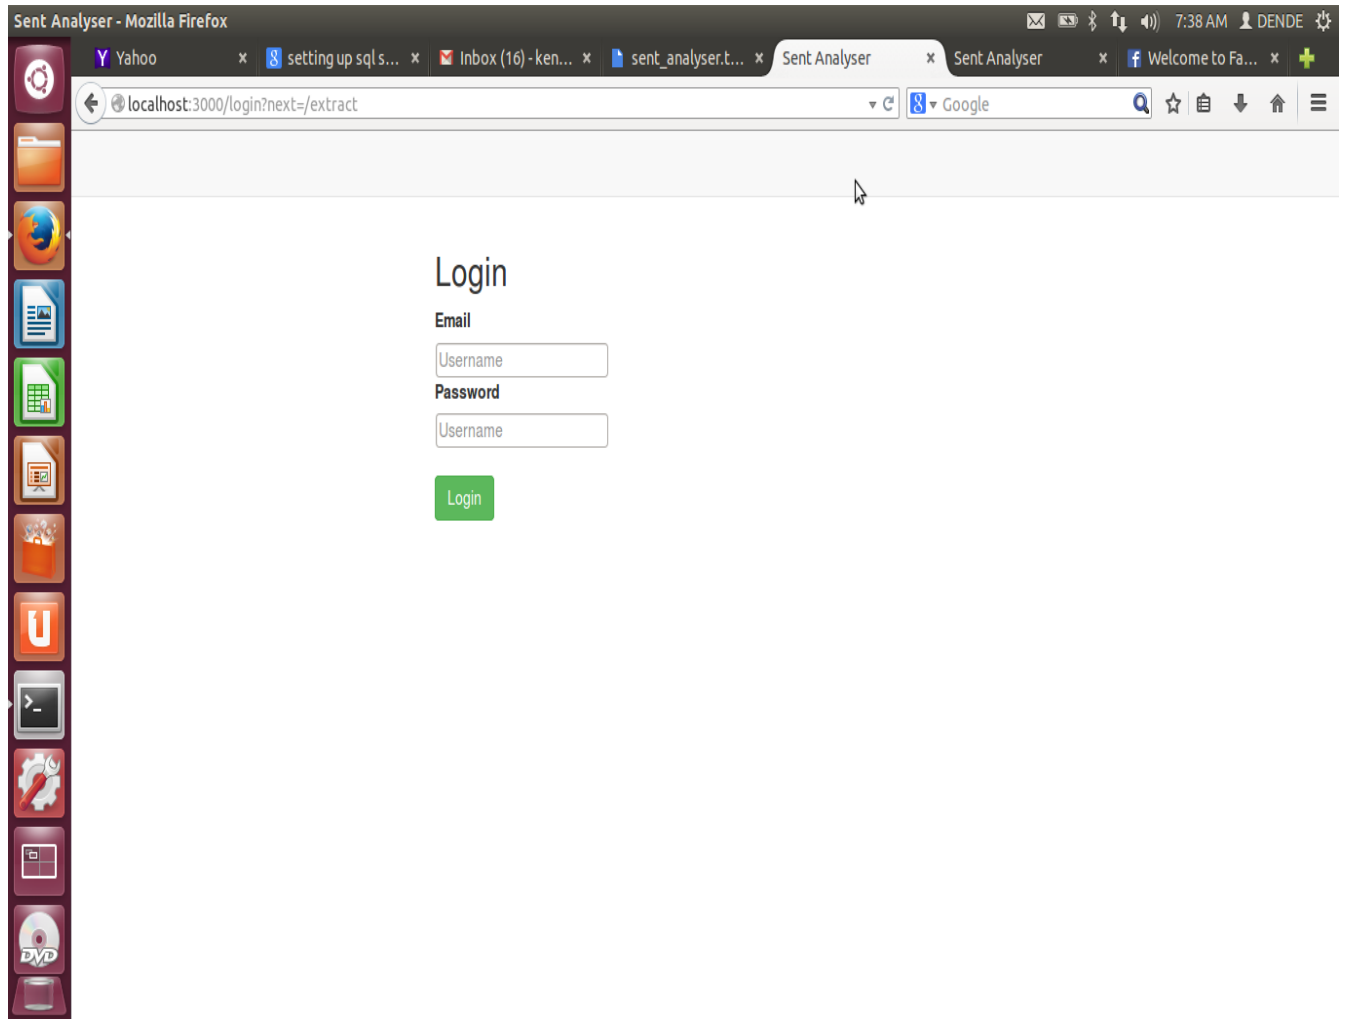 Sent Analyser - Mozilla Firefox 7:38 AM DENDE
Yahoo setting up sql s... Inbox (16) - ken... sent_analyser.t... Sent Analyser Sent Analyser Welcome to Fa...
localhost:3000/login?next=/extract Google
Login
Email
Username
Password
Username
Login
DVD